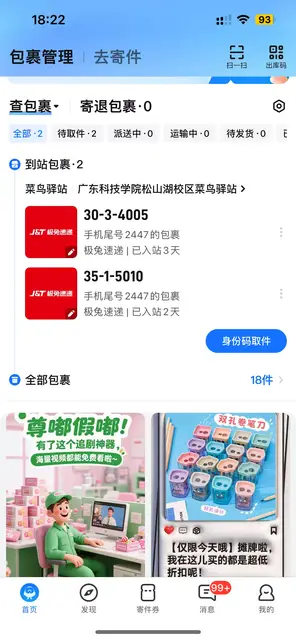 18:22
93
包裹管理
去寄件
扫一扫
出库码
查包裹
寄退包裹·0
全部·2
待取件·2
派送中·0
运输中·0
待发货·0
到站包裹·2
菜鸟驿站 广东科技学院松山湖校区菜鸟驿站
J&T 极兔速递
30-3-4005
手机尾号2447的包裹
极兔速递 | 已入站3天
J&T 极兔速递
35-1-5010
手机尾号2447的包裹
极兔速递 | 已入站2天
身份码取件
全部包裹
18件
尊嘟假嘟!
有了这个追剧神器,
海量视频都能免费看啦~
双孔卷笔刀
【仅限今天哦】摊牌啦,
我在这儿买的都是超低
折扣呢!
首页
发现
寄件券
99+
消息
我的